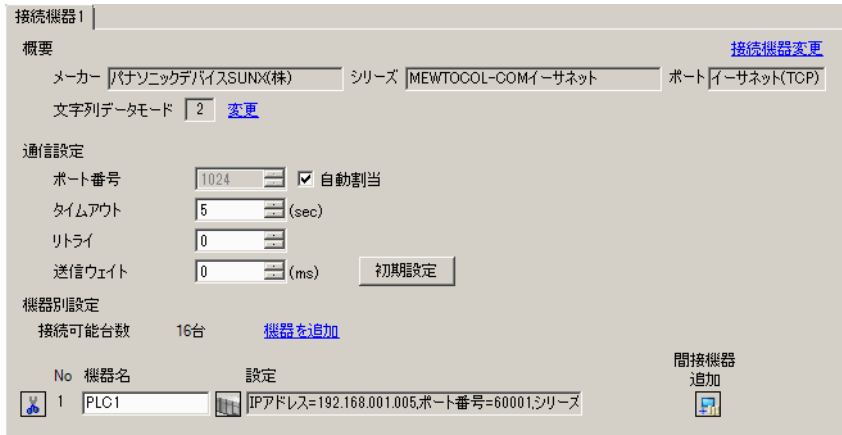 接続機器1
概要 接続機器変更
メーカー パナソニックデバイスSUNX(株) シリーズ MEWTOCOL-COMイーサネット ポート イーサネット(TCP)
文字列データモード 2 変更
通信設定
ポート番号 1024 自動割当
タイムアウト 5 (sec)
リトライ 0
送信ウェイト 0 (ms) 初期設定
機器別設定
接続可能台数 16台 機器を追加
間接機器
No 機器名 設定 追加
1 PLC1 IPアドレス=192.168.001.005,ポート番号=60001,シリーズ